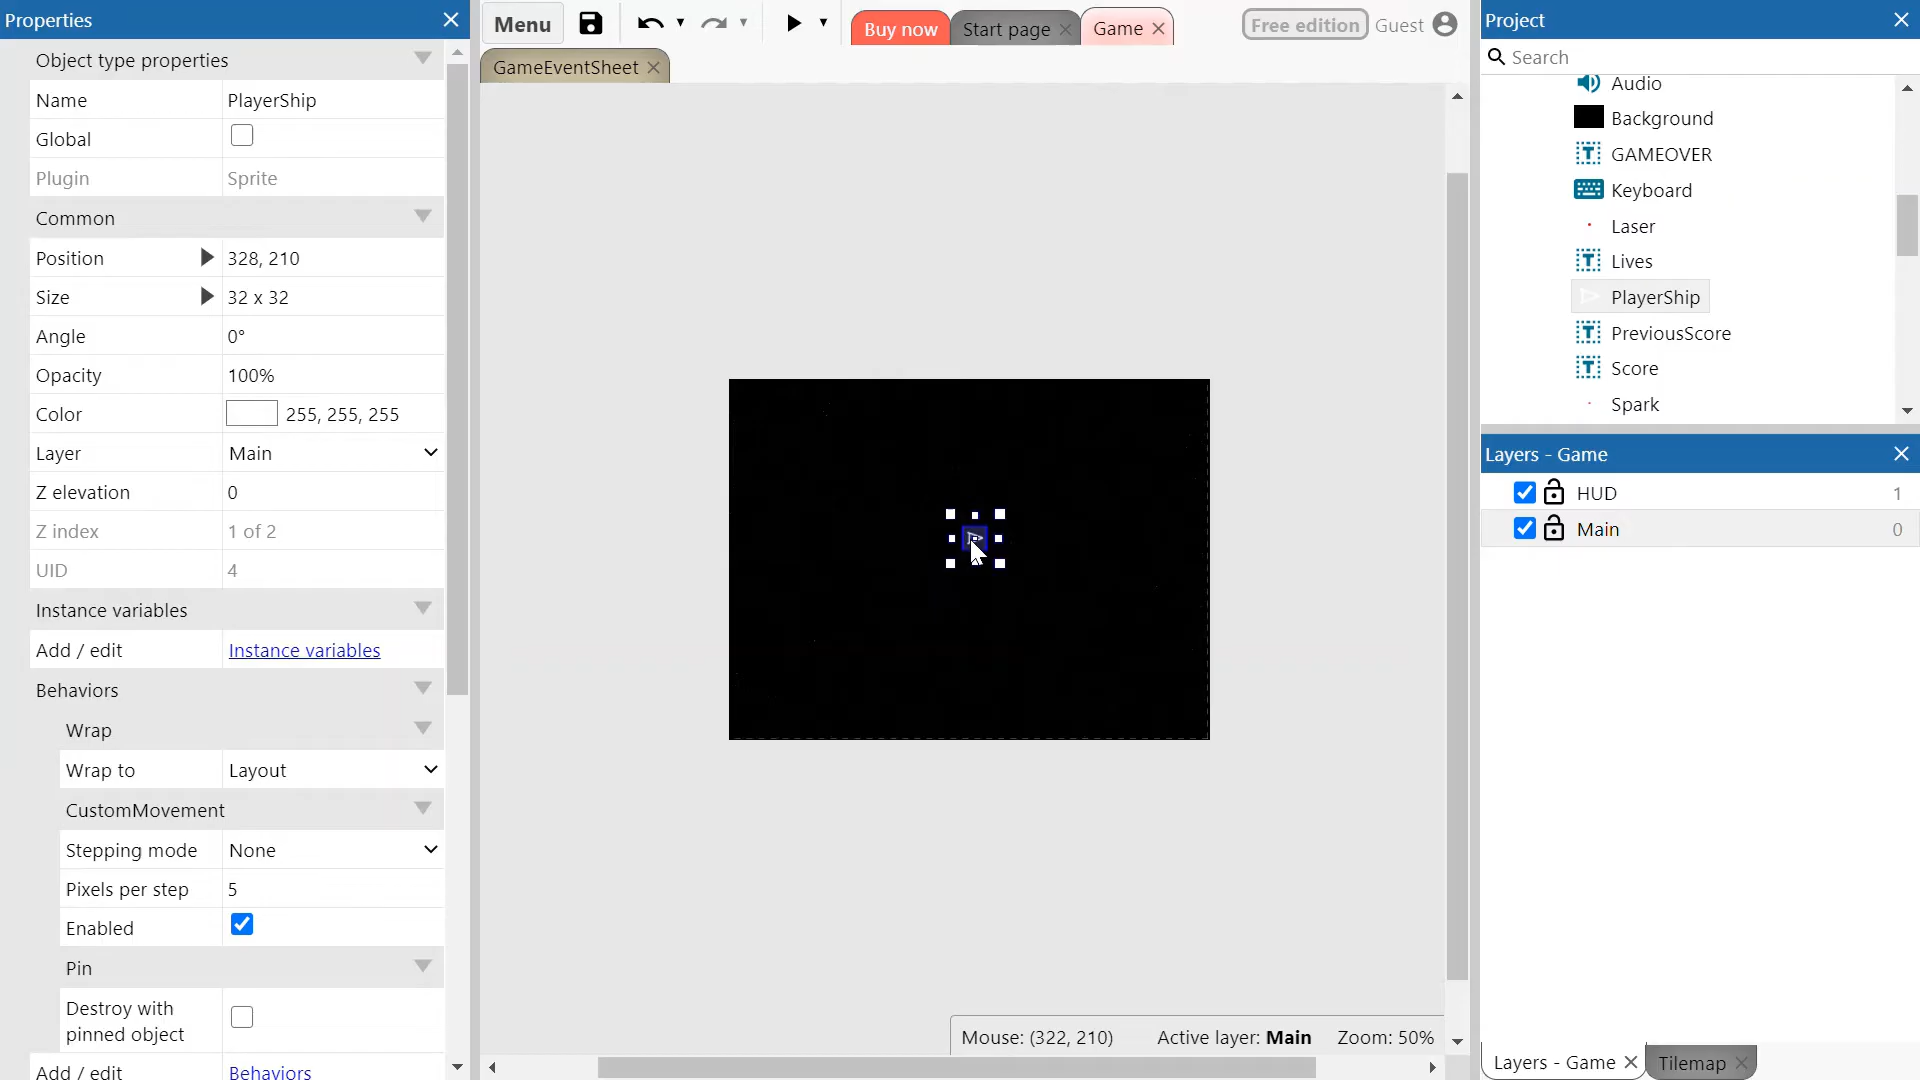 Properties
Object type properties
Name PlayerShip
Global
Plugin Sprite
Common
Position 328, 210
Size 32 x 32
Angle 0°
Opacity 100%
Color 255, 255, 255
Layer Main
Z elevation 0
Z index 1 of 2
UID 4
Instance variables
Add / edit Instance variables
Behaviors
Wrap
Wrap to Layout
CustomMovement
Stepping mode None
Pixels per step 5
Enabled
Pin
Destroy with
pinned object
Add / edit Behaviors
Menu
Buy now
Start page
Game
Free edition
Guest
GameEventSheet
Mouse: (322, 210) Active layer: Main Zoom: 50%
Project
Search
Audio
Background
GAMEOVER
Keyboard
Laser
Lives
PlayerShip
PreviousScore
Score
Spark
Layers - Game
HUD 1
Main 0
Layers - Game
Tilemap